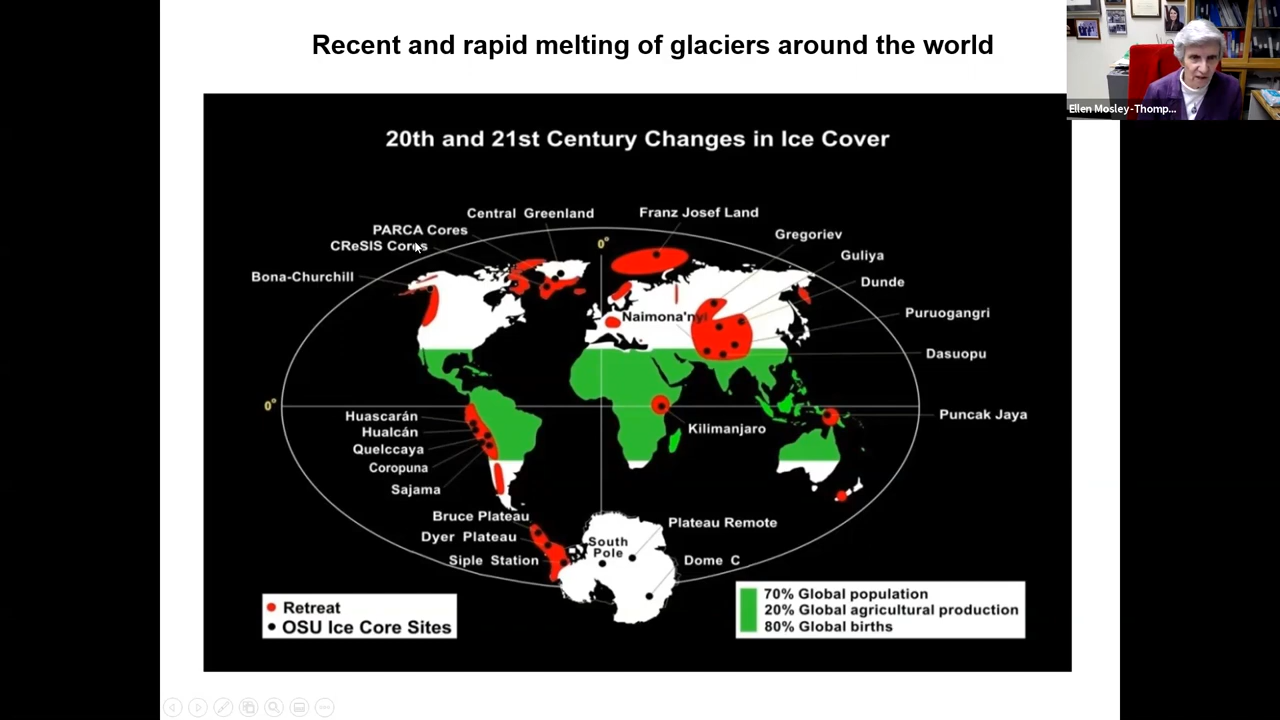 Recent and rapid melting of glaciers around the world
Ellen Mosley-Thomp...
20th and 21st Century Changes in Ice Cover
Central Greenland
Franz Josef Land
PARCA Cores
CReSIS Cores
Gregoriev
0°
Guliya
Bona-Churchill
Dunde
Naimona'nyi
Puruogangri
Dasuopu
0°
Huascarán
Puncak Jaya
Hualcán
Kilimanjaro
Quelccaya
Coropuna
Sajama
Bruce Plateau
Plateau Remote
Dyer Plateau
South
Pole
Siple Station
Dome C
Retreat
OSU Ice Core Sites
70% Global population
20% Global agricultural production
80% Global births